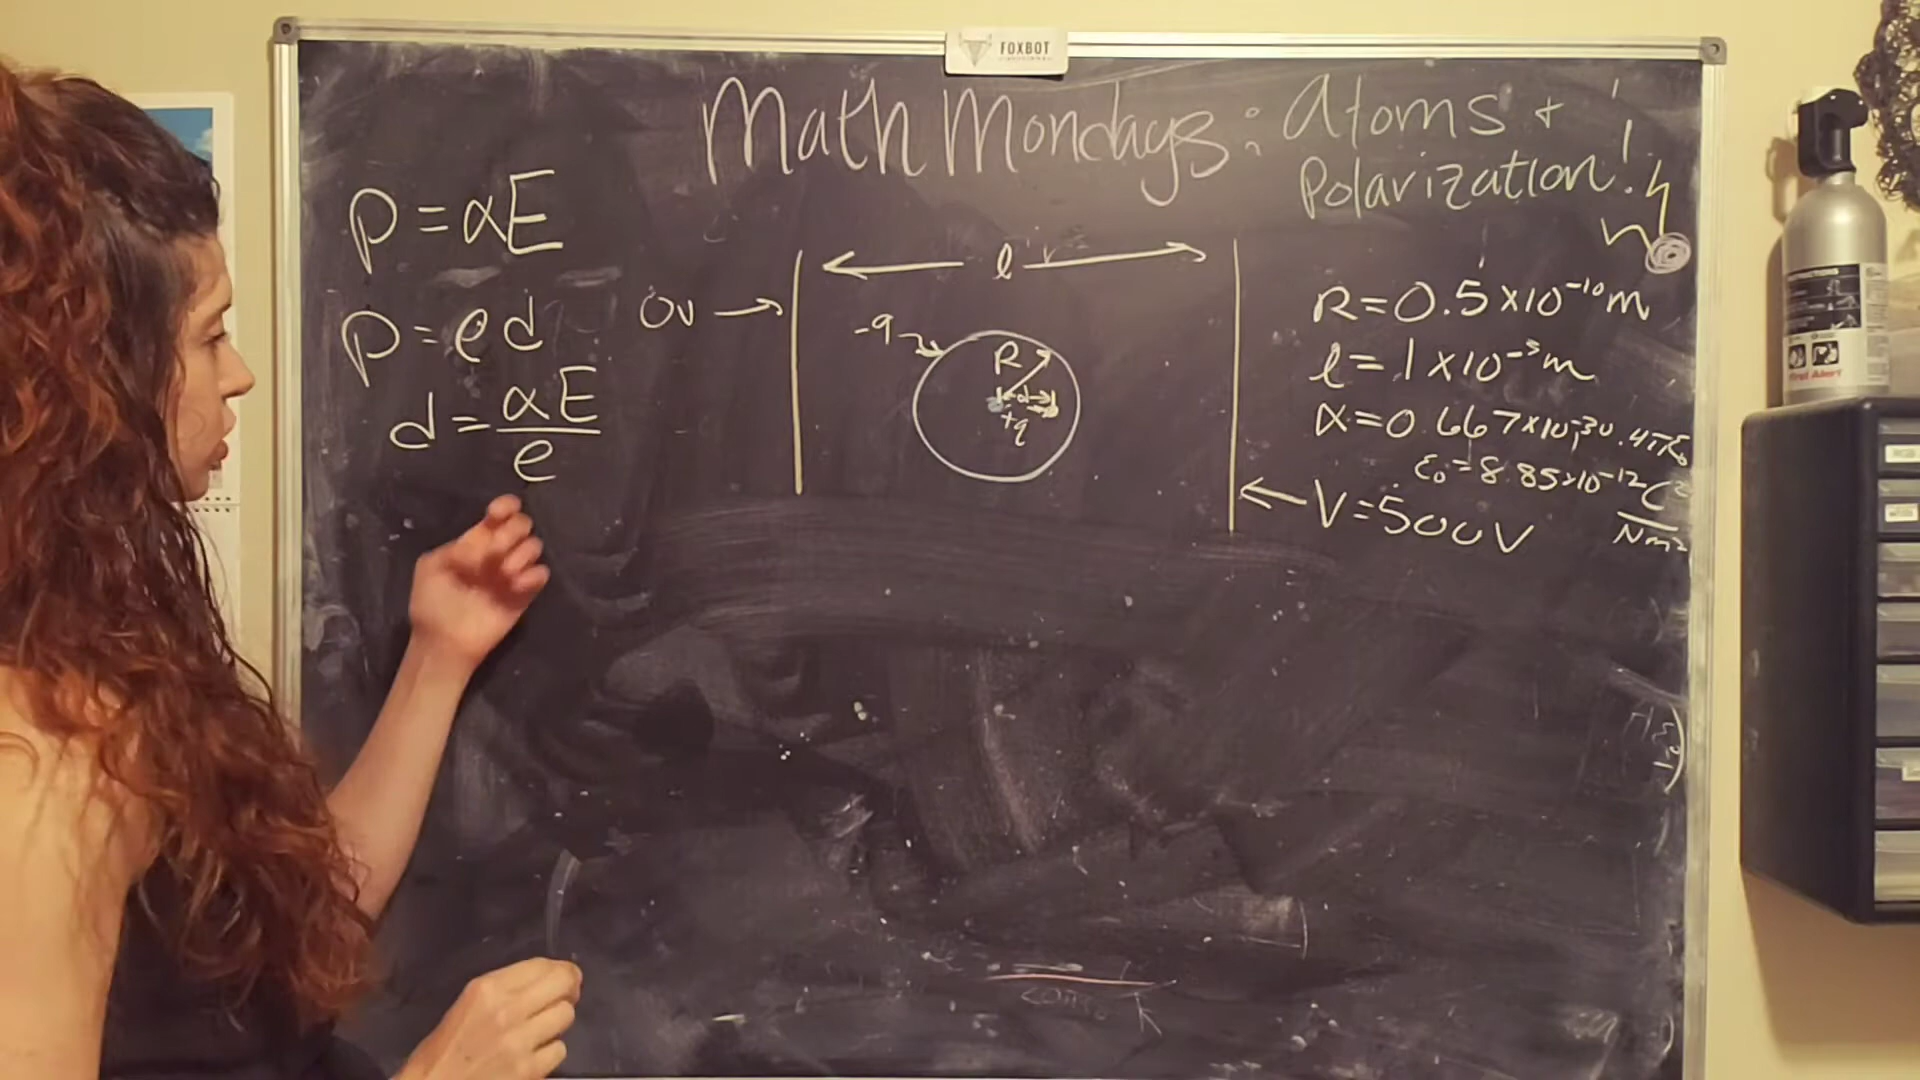 FOXBOT
Math Mondays: Atoms +
Polarization!
p = αE
p = ed
d = αE
e
0V →
l
-q
R
d
+q
R = 0.5 x 10⁻¹⁰ m
l = 1 x 10⁻³ m
α = 0.667 x 10⁻³⁰ · 4πε₀
ε₀ = 8.85 x 10⁻¹² C²
Nm²
← V = 500V